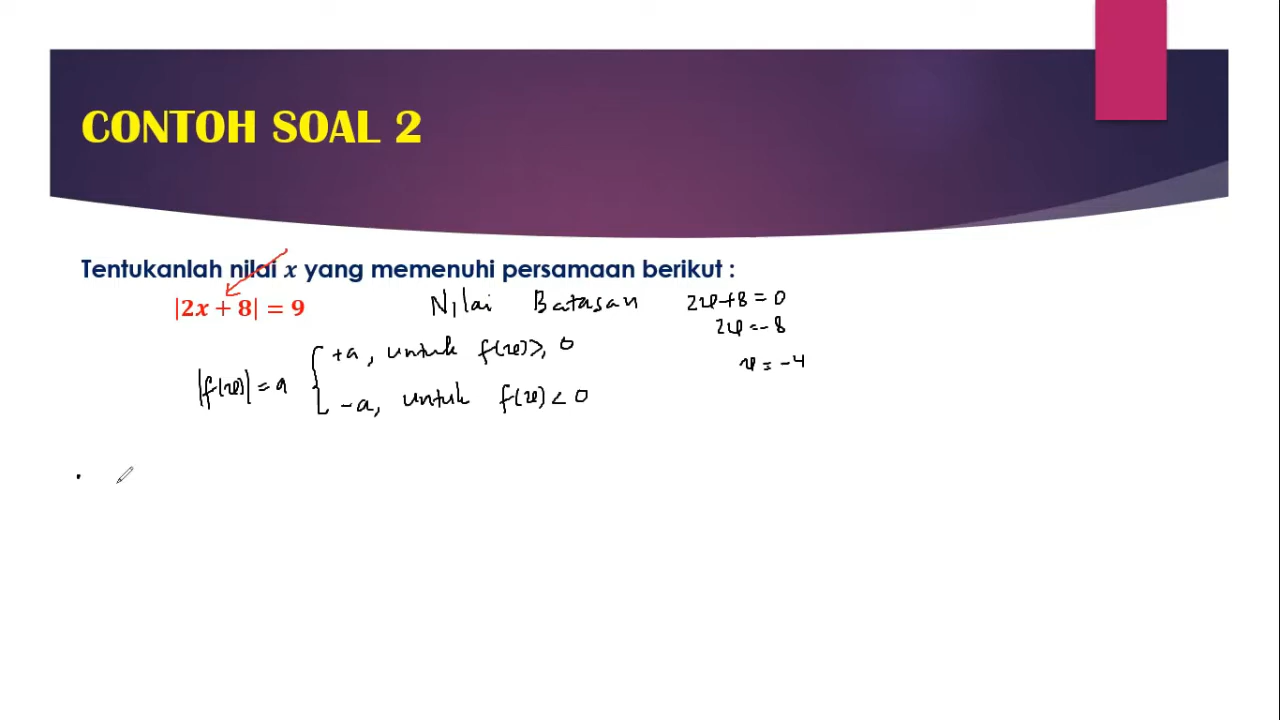 CONTOH SOAL 2
Tentukanlah nilai x yang memenuhi persamaan berikut :
|2x + 8| = 9
Nilai Batasan
2x+8 = 0
2x = -8
x = -4
|f(x)| = a { +a, untuk f(x) ≥ 0
-a, untuk f(x) < 0